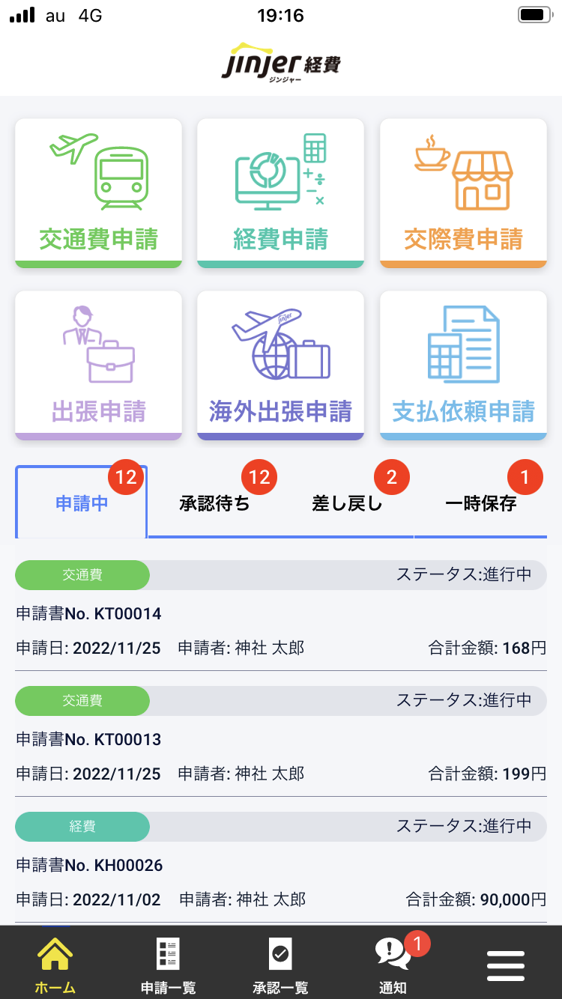 au 4G 19:16
jinjer 経費
ジンジャー
交通費申請 経費申請 交際費申請
jinjer
出張申請 海外出張申請 支払依頼申請
12 12 2 1
申請中 承認待ち 差し戻し 一時保存
交通費 ステータス:進行中
申請書No. KT00014
申請日: 2022/11/25 申請者: 神社 太郎 合計金額: 168円
交通費 ステータス:進行中
申請書No. KT00013
申請日: 2022/11/25 申請者: 神社 太郎 合計金額: 199円
経費 ステータス:進行中
申請書No. KH00026
申請日: 2022/11/02 申請者: 神社 太郎 合計金額: 90,000円
1
ホーム 申請一覧 承認一覧 通知